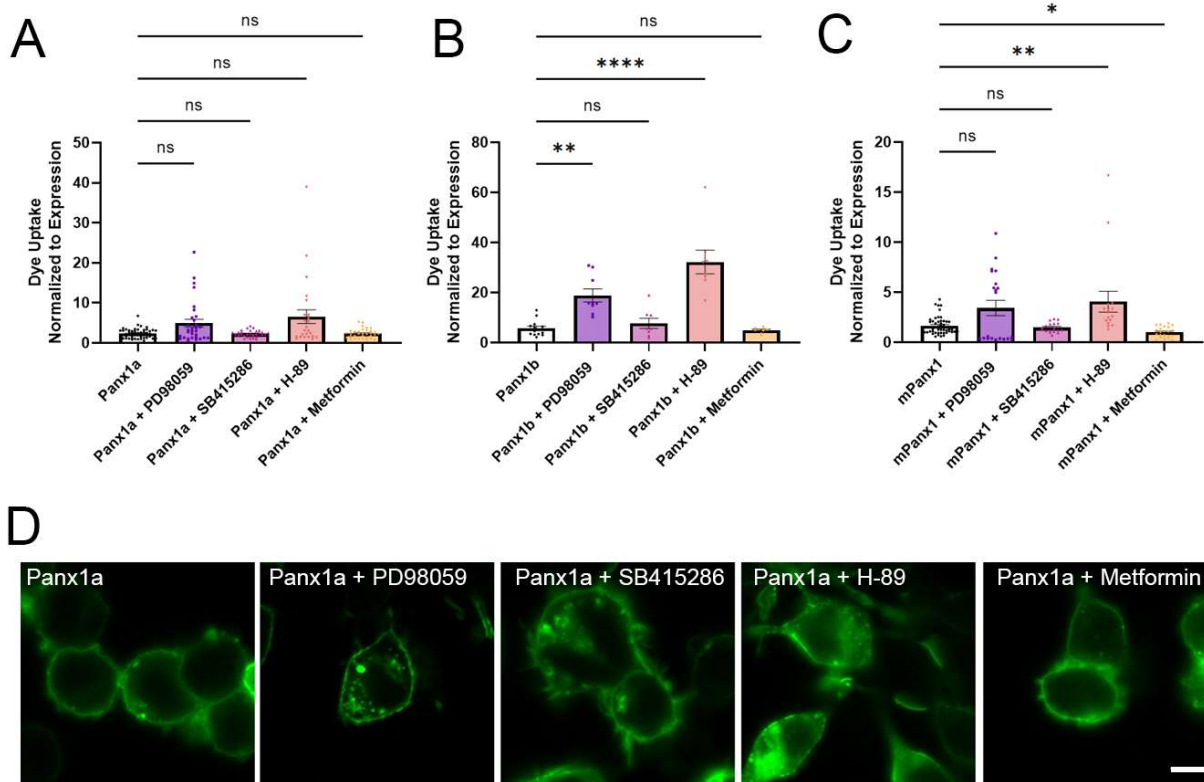 A
ns
ns
ns
ns
50
40
30
20
10
0
Dye Uptake
Normalized to Expression
Panx1a
Panx1a + PD98059
Panx1a + SB415286
Panx1a + H-89
Panx1a + Metformin
B
ns
****
ns
**
80
60
40
20
0
Dye Uptake
Normalized to Expression
Panx1b
Panx1b + PD98059
Panx1b + SB415286
Panx1b + H-89
Panx1b + Metformin
C
*
**
ns
ns
20
15
10
5
0
Dye Uptake
Normalized to Expression
mPanx1
mPanx1 + PD98059
mPanx1 + SB415286
mPanx1 + H-89
mPanx1 + Metformin
D
Panx1a
Panx1a + PD98059
Panx1a + SB415286
Panx1a + H-89
Panx1a + Metformin